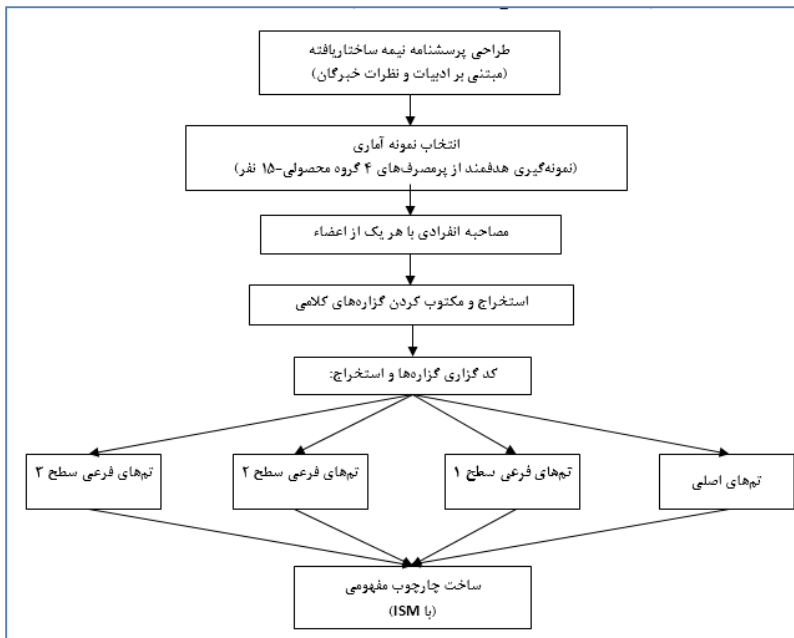 طراحی پرسشنامه نیمه ساختاریافته
(مبتنی بر ادبیات و نظرات خبرگان)
انتخاب نمونه آماری
(نمونه‌گیری هدفمند از پرمصرف‌های ۴ گروه محصولی-۱۵ نفر)
مصاحبه انفرادی با هر یک از اعضاء
استخراج و مکتوب کردن گزاره‌های کلامی
کد گزاری گزاره‌ها و استخراج:
تم‌های اصلی
تم‌های فرعی سطح ۱
تم‌های فرعی سطح ۲
تم‌های فرعی سطح ۳
ساخت چارچوب مفهومی
(با ISM)